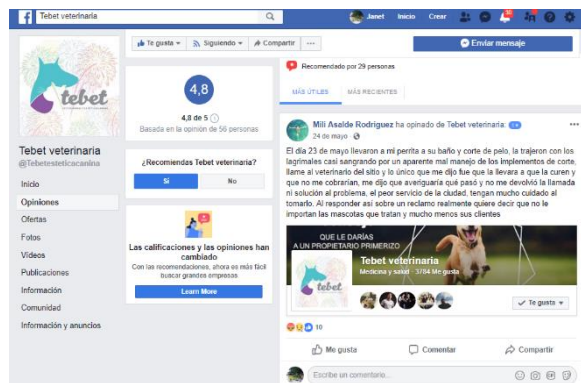 Tebet veterinaria
Janet Inicio Crear
tebet
Tebet veterinaria
@Tebetesteticacanina
Inicio
Opiniones
Ofertas
Fotos
Vídeos
Publicaciones
Información
Comunidad
Información y anuncios
Te gusta Siguiendo Compartir ...
Enviar mensaje
4,8
4,8 de 5
Basada en la opinión de 56 personas
¿Recomiendas Tebet veterinaria?
Sí No
Las calificaciones y las opiniones han
cambiado
Con las recomendaciones, ahora es más fácil
buscar grandes empresas.
Learn More
Recomendado por 29 personas
MÁS ÚTILES MÁS RECIENTES
Mili Asalde Rodriguez ha opinado de Tebet veterinaria:
24 de mayo
El día 23 de mayo llevaron a mi perrita a su baño y corte de pelo, la trajeron con los
lagrimales casi sangrando por un aparente mal manejo de los implementos de corte,
llame al veterinario del sitio y lo único que me dijo fue que la llevara a que la curen y
que no me cobrarían, me dijo que averiguaría qué pasó y no me devolvió la llamada
ni solución al problema, el peor servicio de la ciudad, tengan mucho cuidado al
tomarlo. Al responder así sobre un reclamo realmente quiere decir que no le
importan las mascotas que tratan y mucho menos sus clientes
QUE LE DARÍAS
A UN PROPIETARIO PRIMERIZO
Tebet veterinaria
Medicina y salud · 3784 Me gusta
tebet
Te gusta
10
Me gusta Comentar Compartir
Escribe un comentario...